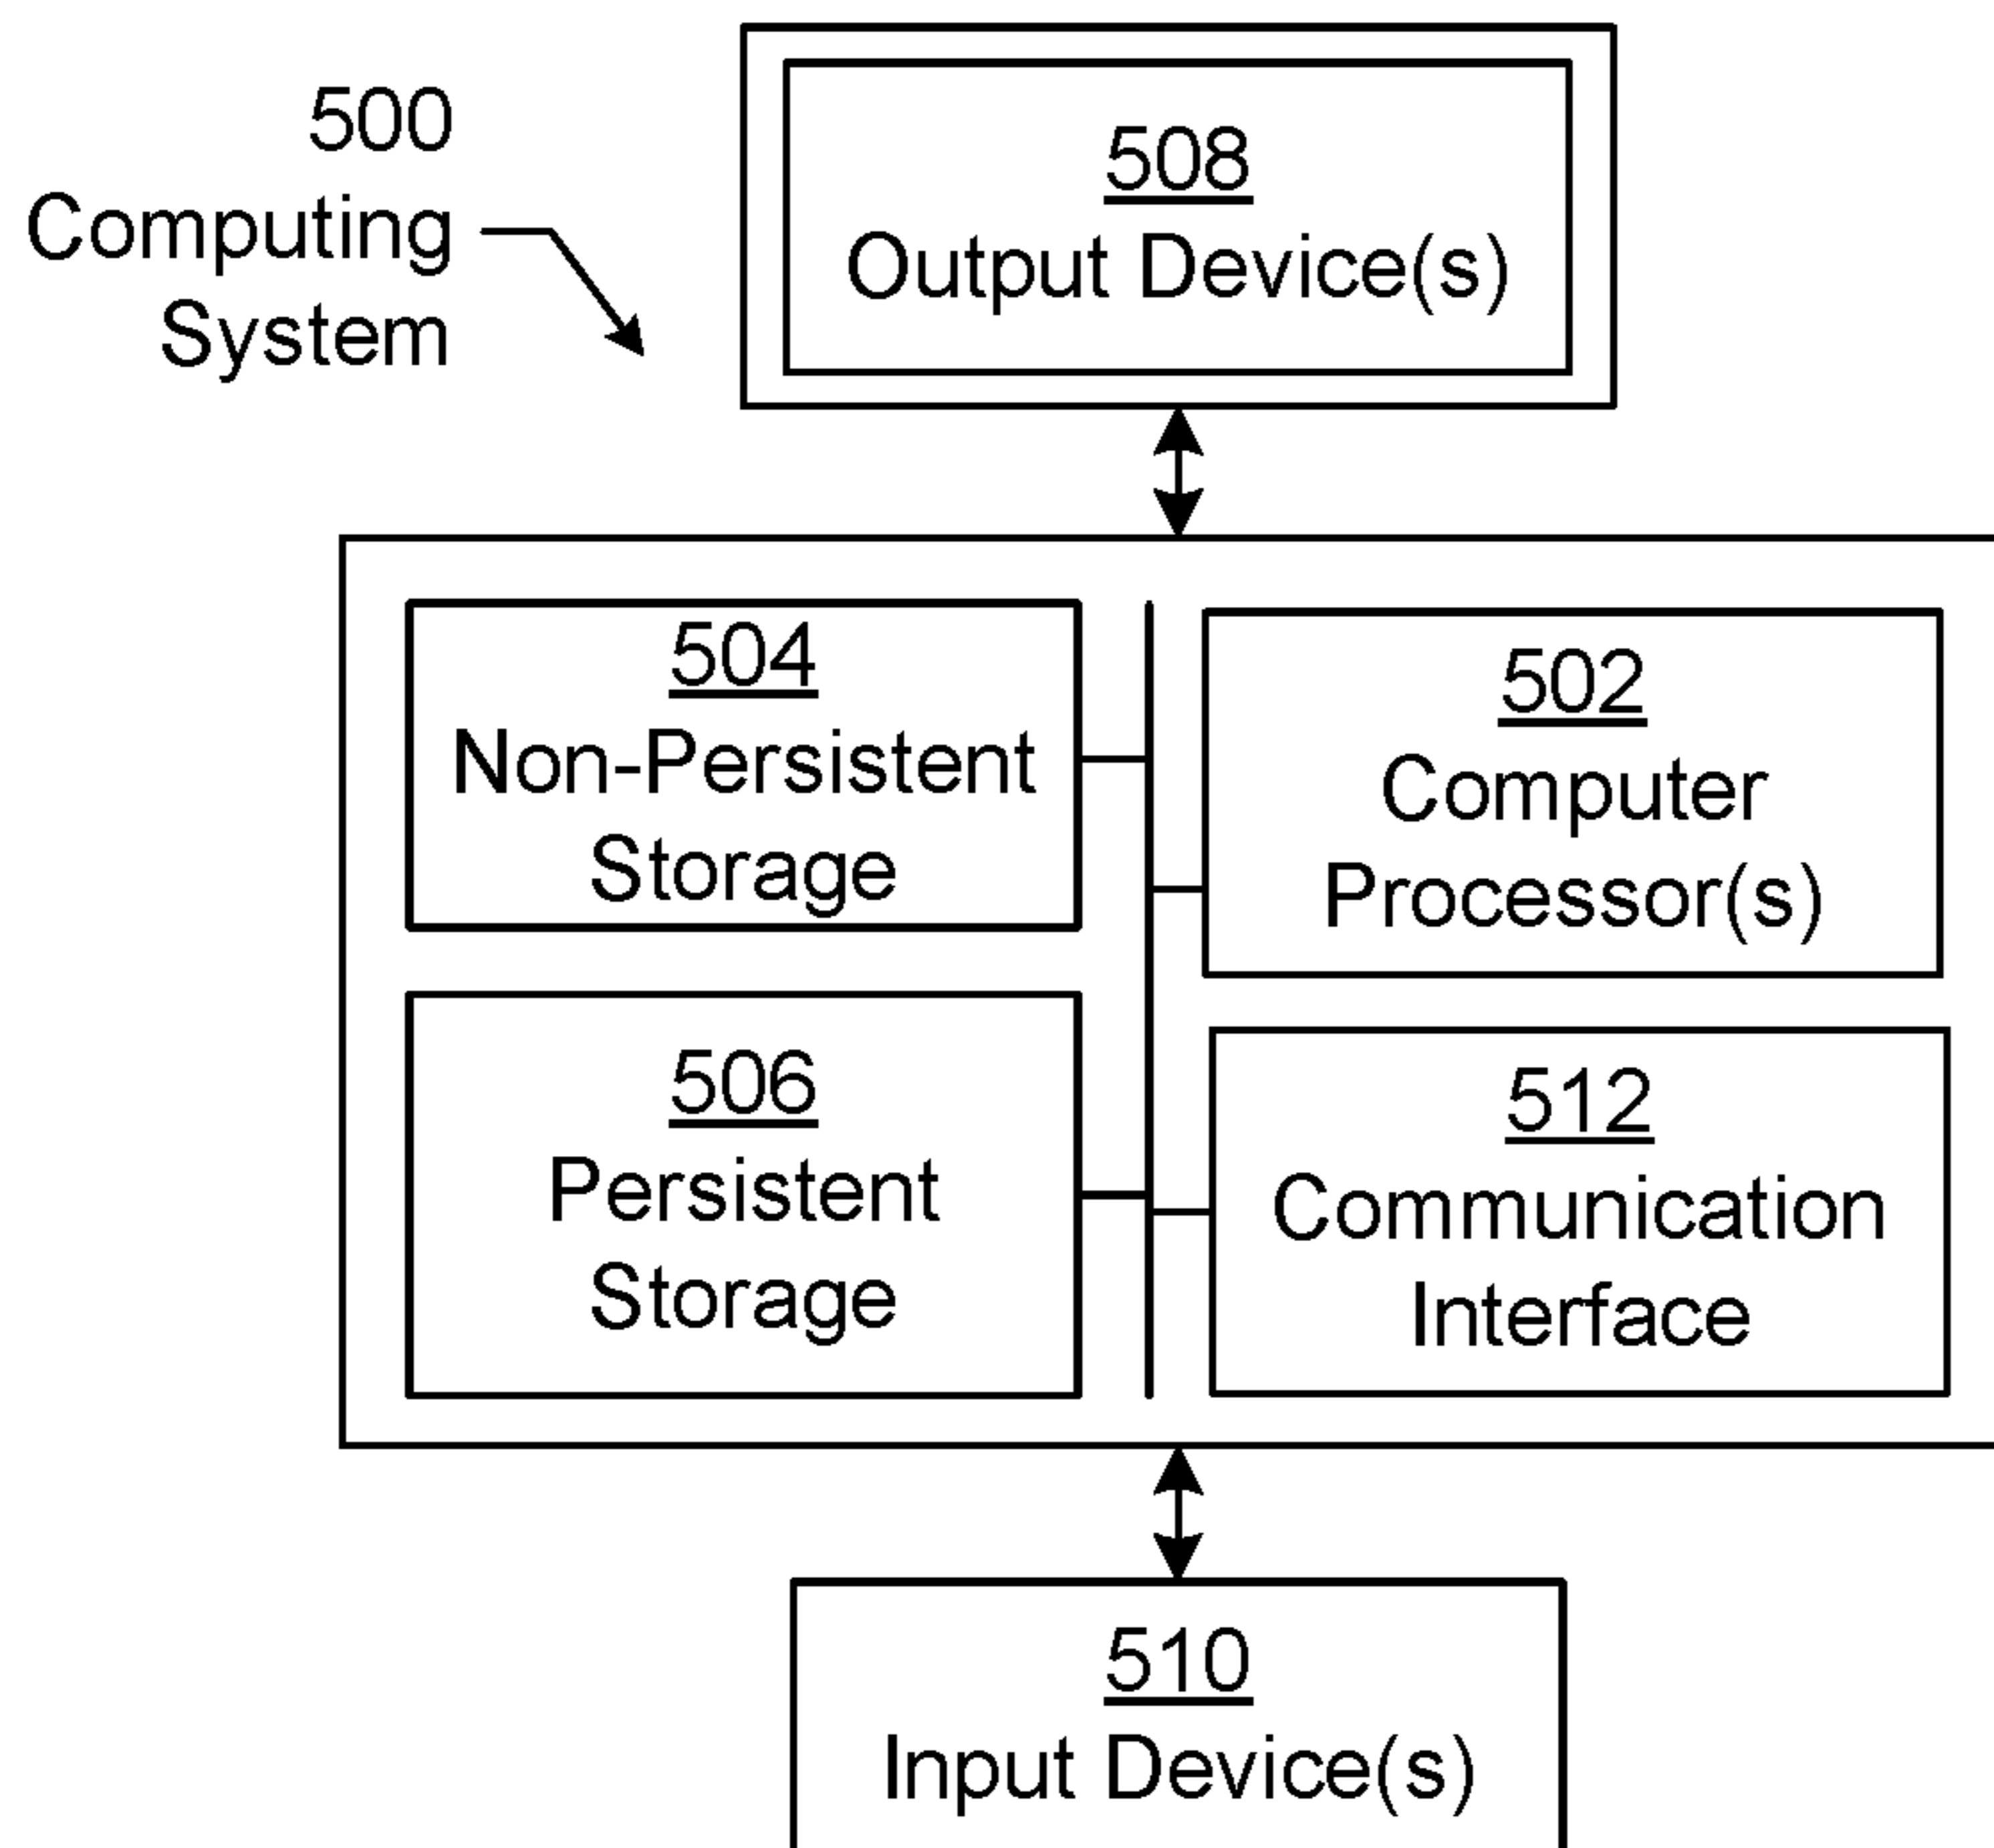 500
Computing
System
508
Output Device(s)
504
Non-Persistent
Storage
502
Computer
Processor(s)
506
Persistent
Storage
512
Communication
Interface
510
Input Device(s)